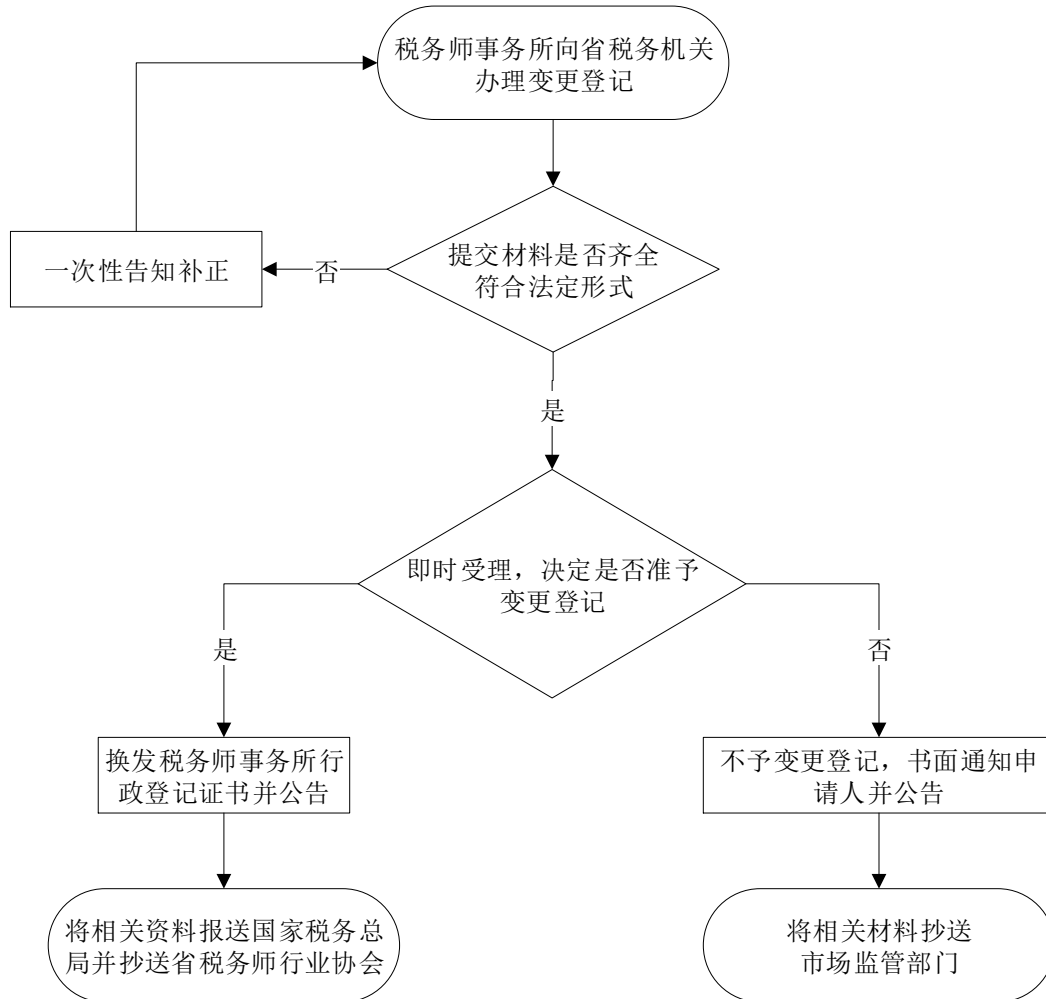 税务师事务所向省税务机关
办理变更登记
提交材料是否齐全
符合法定形式
否
一次性告知补正
是
即时受理，决定是否准予
变更登记
是
否
换发税务师事务所行
政登记证书并公告
不予变更登记，书面通知申
请人并公告
将相关资料报送国家税务总
局并抄送省税务师行业协会
将相关材料抄送
市场监管部门